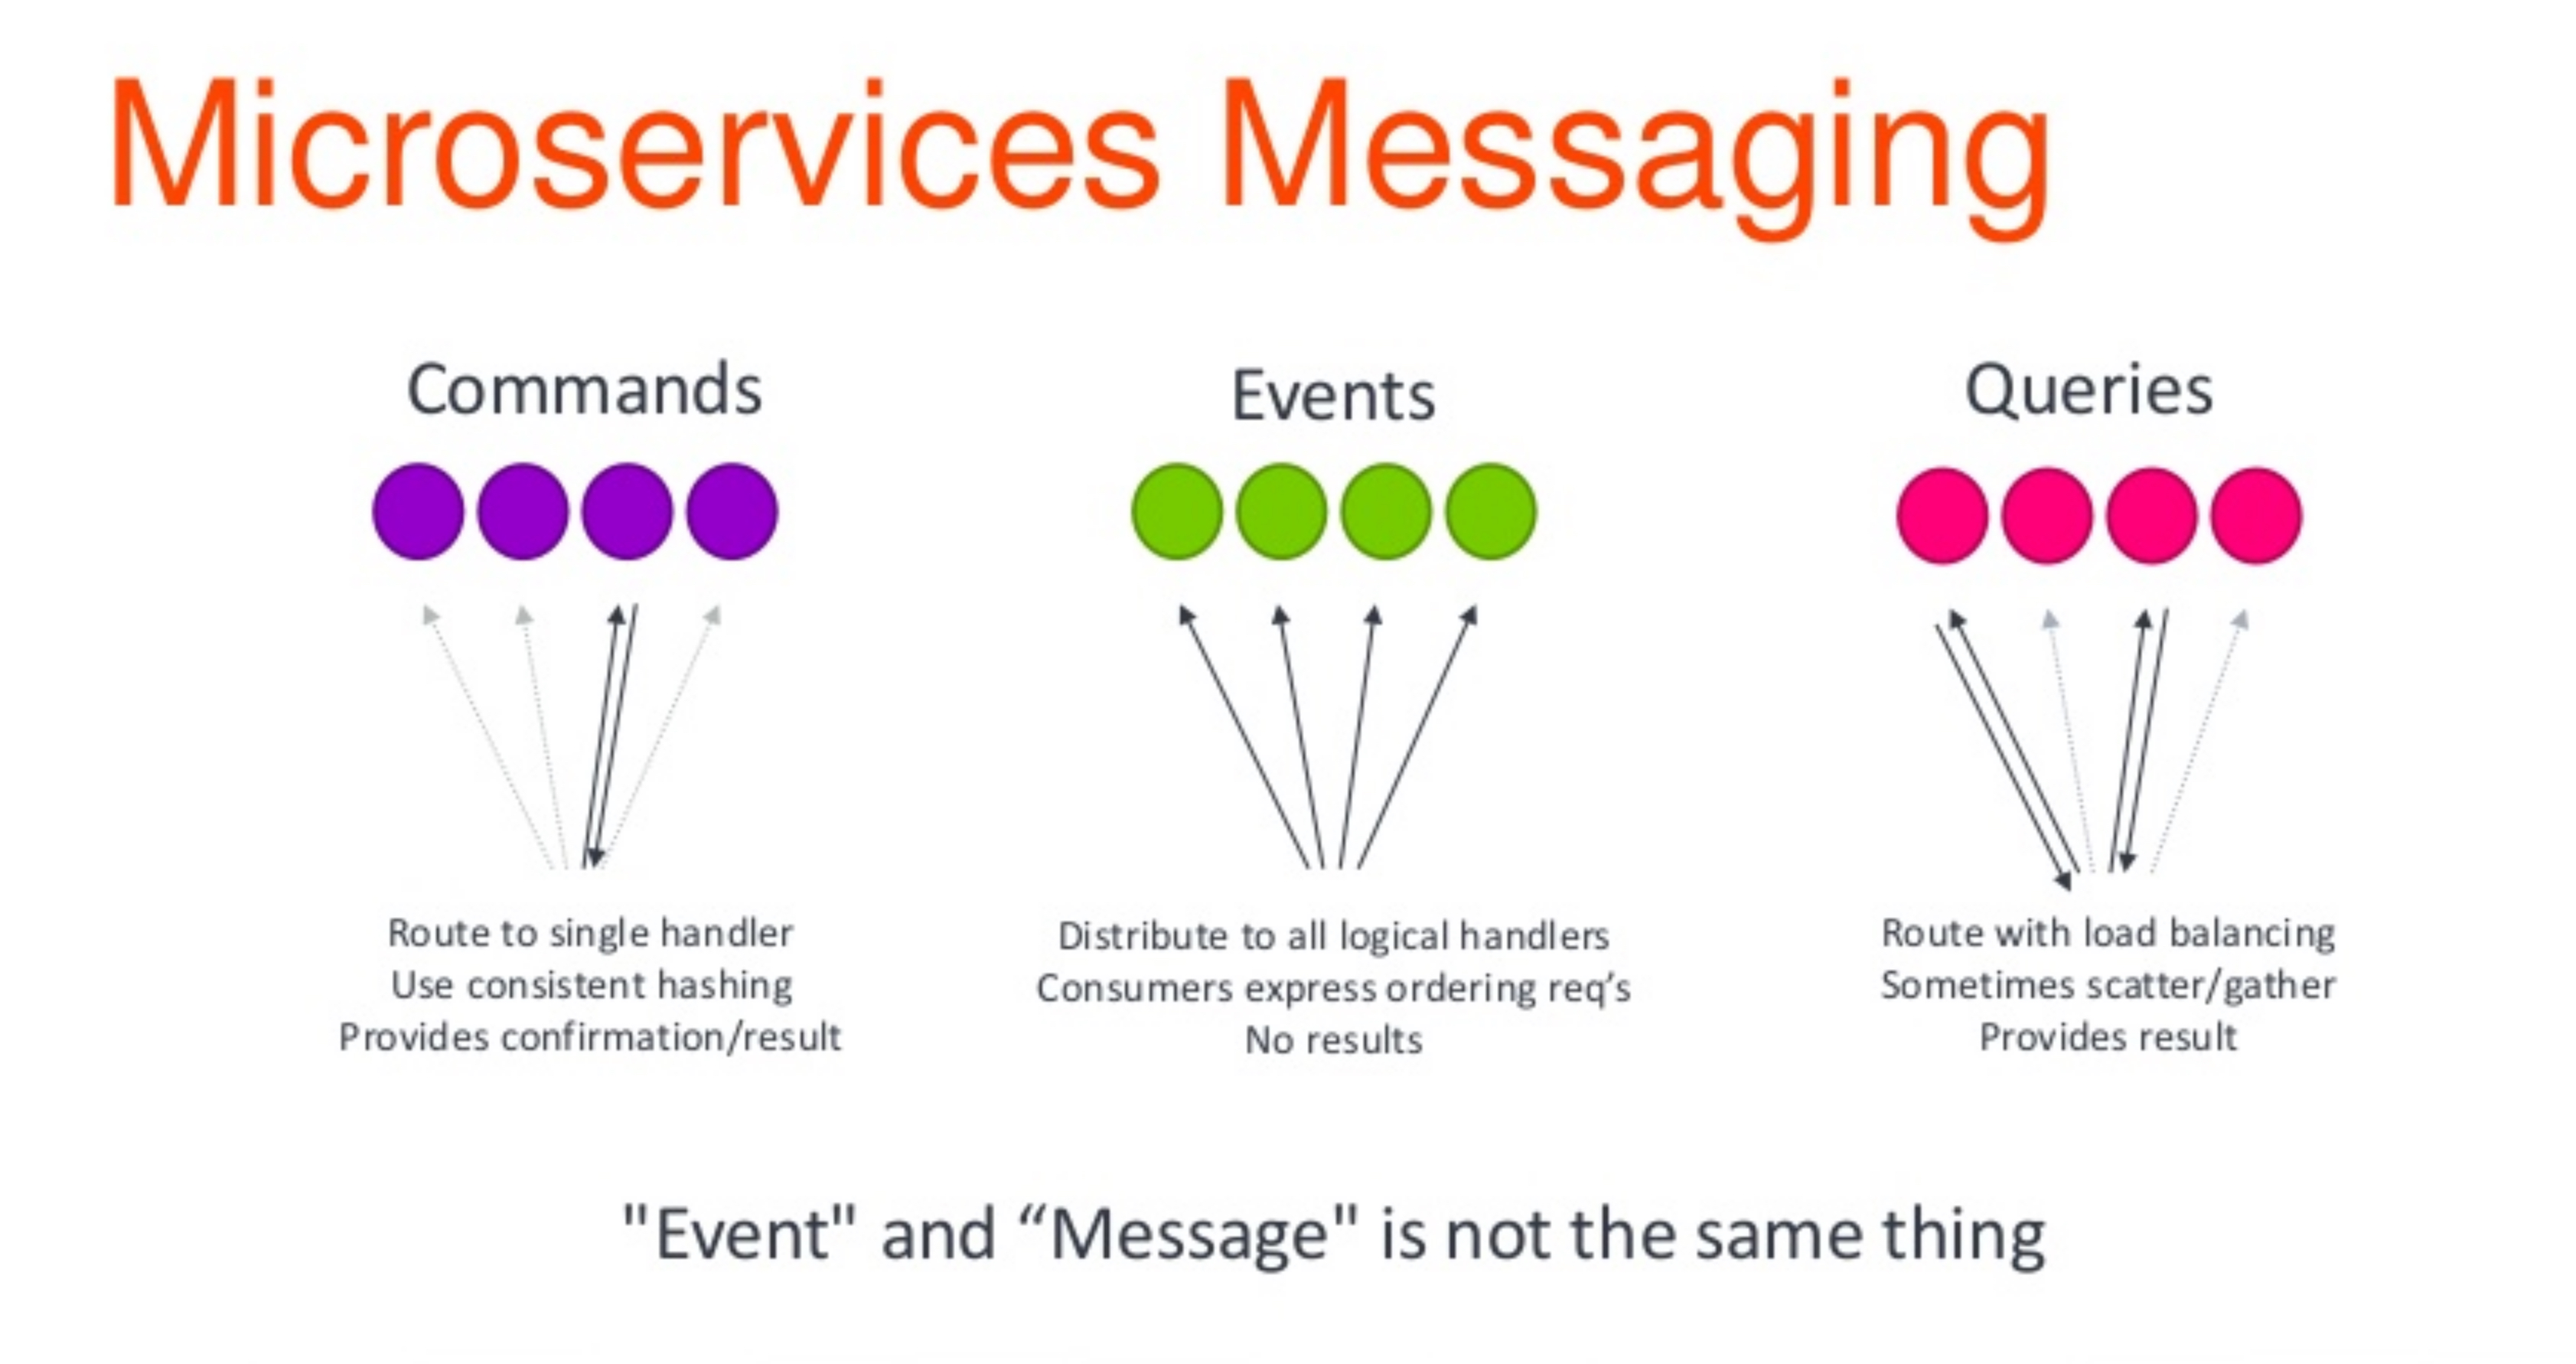 Microservices Messaging
Commands
Events
Queries
Route to single handler
Use consistent hashing
Provides confirmation/result
Distribute to all logical handlers
Consumers express ordering req’s
No results
Route with load balancing
Sometimes scatter/gather
Provides result
"Event" and “Message" is not the same thing